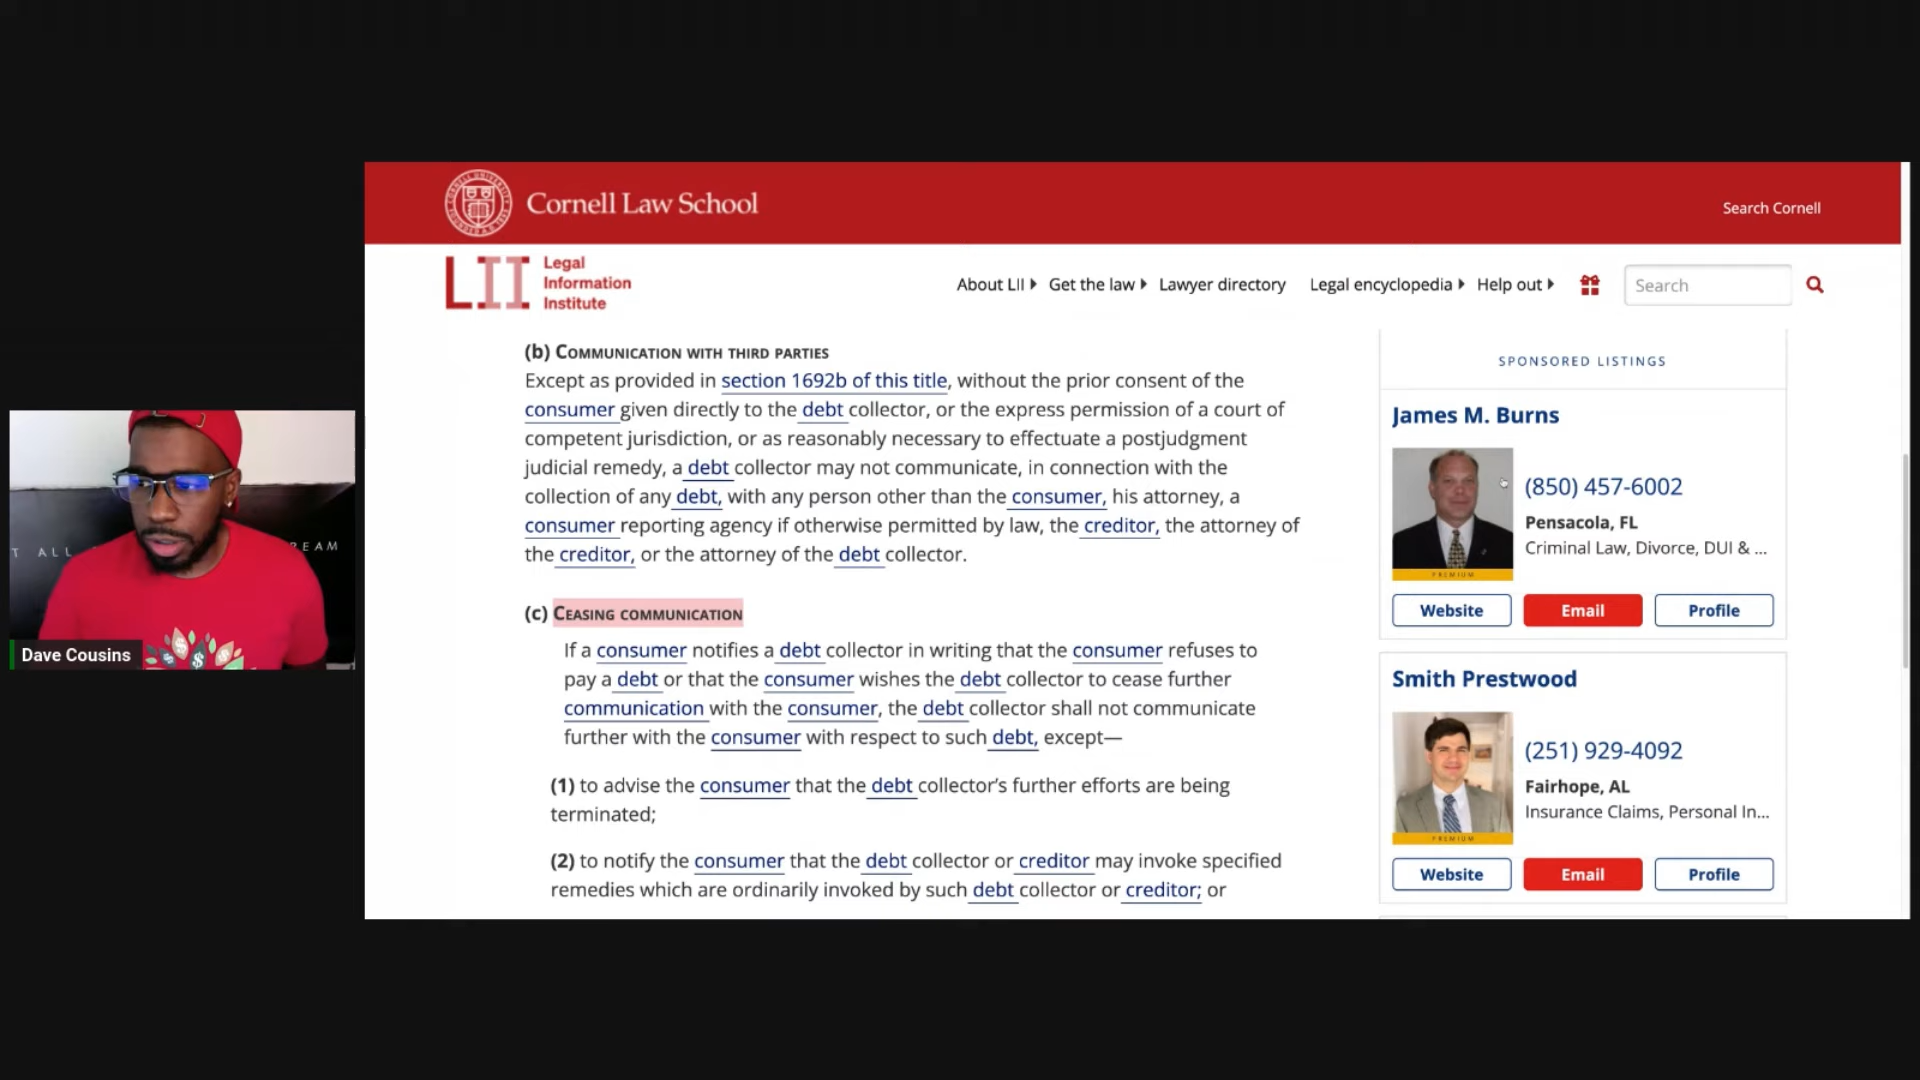 Cornell Law School
Search Cornell
LII
Legal
Information
Institute
About LII
Get the law
Lawyer directory
Legal encyclopedia
Help out
Search
(b) COMMUNICATION WITH THIRD PARTIES
Except as provided in section 1692b of this title, without the prior consent of the
consumer given directly to the debt collector, or the express permission of a court of
competent jurisdiction, or as reasonably necessary to effectuate a postjudgment
judicial remedy, a debt collector may not communicate, in connection with the
collection of any debt, with any person other than the consumer, his attorney, a
consumer reporting agency if otherwise permitted by law, the creditor, the attorney of
the creditor, or the attorney of the debt collector.
(c) CEASING COMMUNICATION
If a consumer notifies a debt collector in writing that the consumer refuses to
pay a debt or that the consumer wishes the debt collector to cease further
communication with the consumer, the debt collector shall not communicate
further with the consumer with respect to such debt, except—
(1) to advise the consumer that the debt collector’s further efforts are being
terminated;
(2) to notify the consumer that the debt collector or creditor may invoke specified
remedies which are ordinarily invoked by such debt collector or creditor; or
SPONSORED LISTINGS
James M. Burns
(850) 457-6002
Pensacola, FL
Criminal Law, Divorce, DUI & ...
PREMIUM
Website
Email
Profile
Smith Prestwood
(251) 929-4092
Fairhope, AL
Insurance Claims, Personal In...
PREMIUM
Website
Email
Profile
T ALL
REAM
Dave Cousins